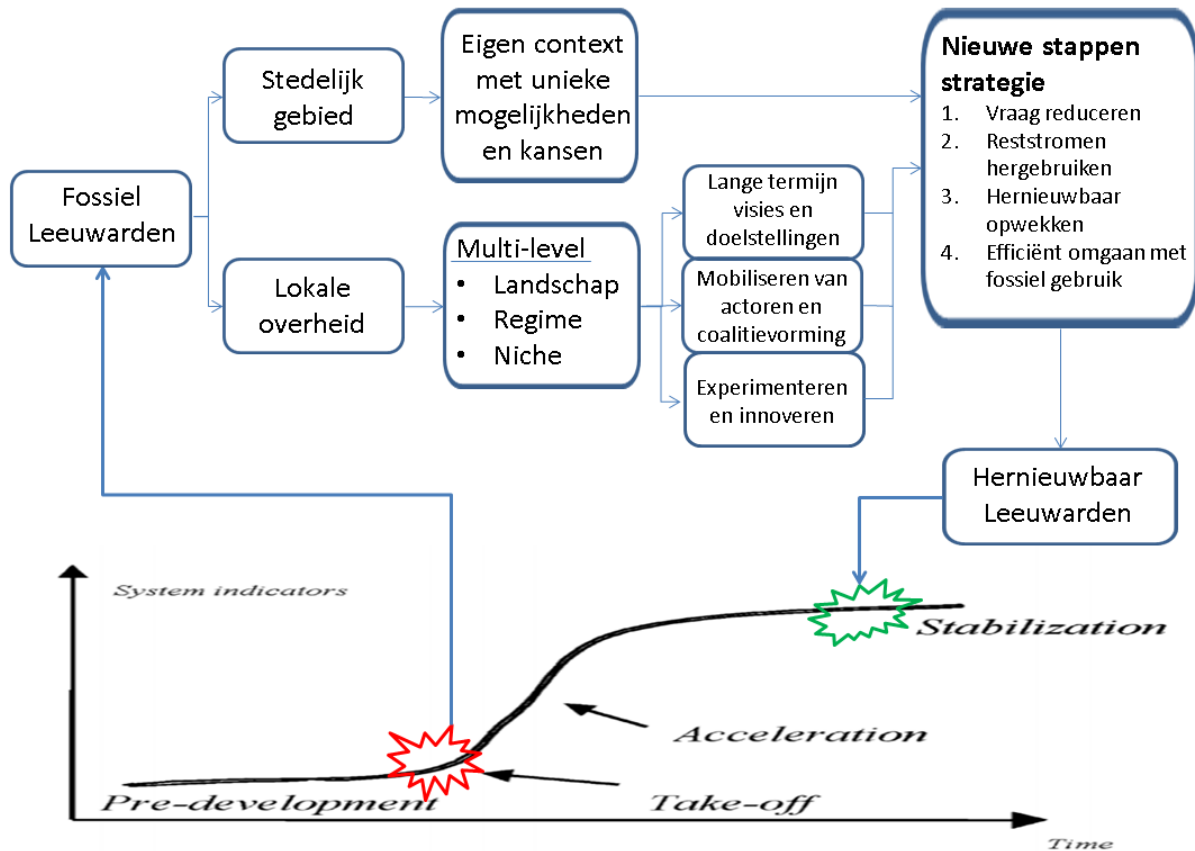 Fossiel
Leeuwarden
Stedelijk
gebied
Eigen context
met unieke
mogelijkheden
en kansen
Lokale
overheid
Multi-level
• Landschap
• Regime
• Niche
Lange termijn
visies en
doelstellingen
Mobiliseren van
actoren en
coalitievorming
Experimenteren
en innoveren
Nieuwe stappen
strategie
1. Vraag reduceren
2. Reststromen
hergebruiken
3. Hernieuwbaar
opwekken
4. Efficiënt omgaan met
fossiel gebruik
Hernieuwbaar
Leeuwarden
System indicators
Stabilization
Acceleration
Pre-development
Take-off
Time